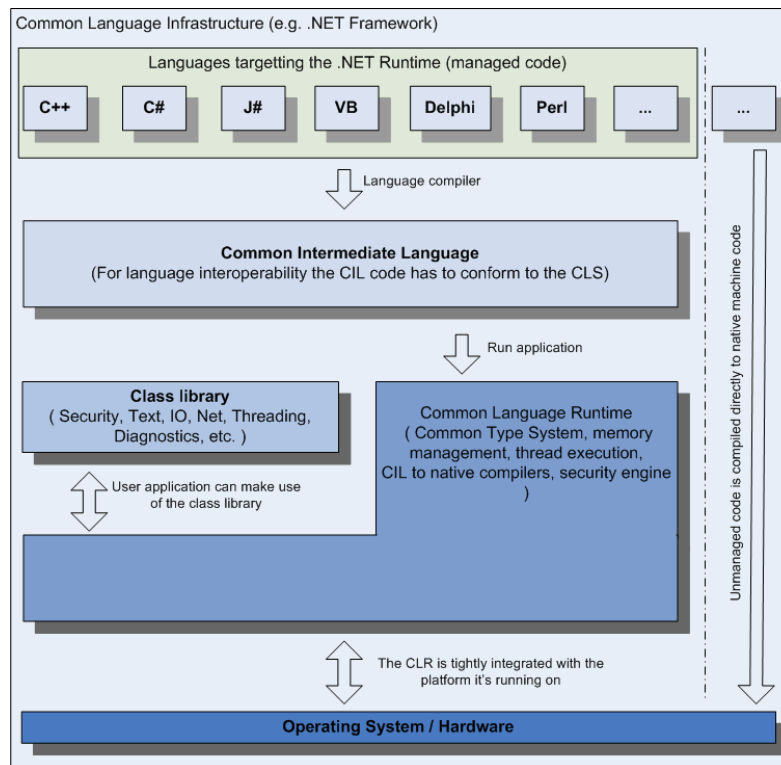 Common Language Infrastructure (e.g. .NET Framework)
Languages targetting the .NET Runtime (managed code)
C++
C#
J#
VB
Delphi
Perl
...
...
Language compiler
Common Intermediate Language
(For language interoperability the CIL code has to conform to the CLS)
Run application
Class library
( Security, Text, IO, Net, Threading,
Diagnostics, etc. )
Common Language Runtime
( Common Type System, memory
management, thread execution,
CIL to native compilers, security engine
)
User application can make use
of the class library
Unmanaged code is compiled directly to native machine code
The CLR is tightly integrated with the
platform it's running on
Operating System / Hardware